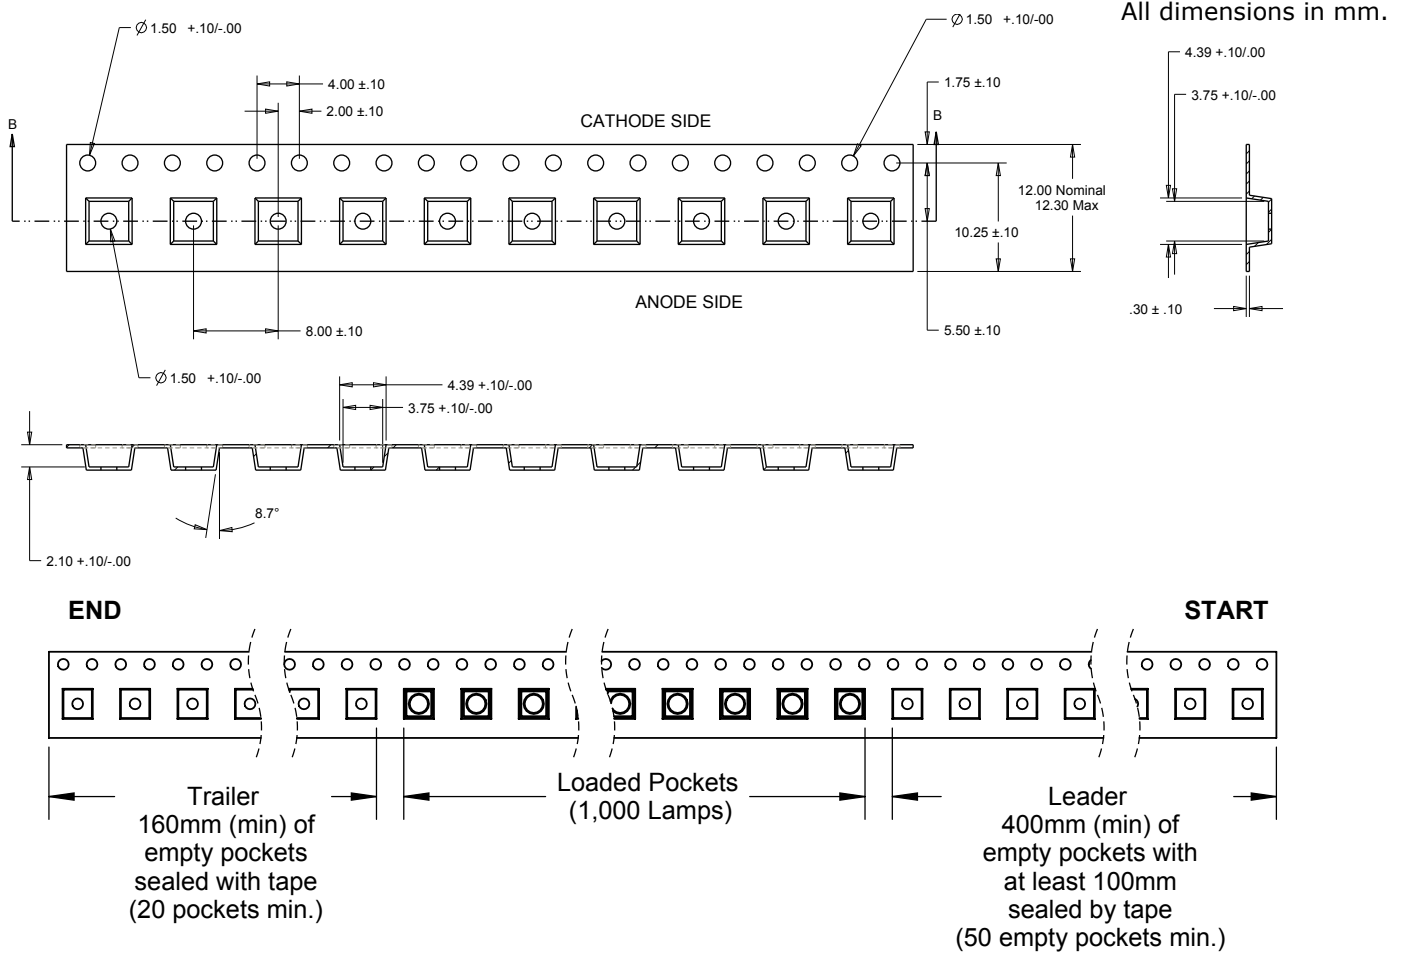 All dimensions in mm.
Ø 1.50 +.10/-.00
Ø 1.50 +.10/-00
4.39 +.10/.00
4.00 ±.10
1.75 ±.10
3.75 +.10/-.00
2.00 ±.10
B
CATHODE SIDE
B
12.00 Nominal
12.30 Max
10.25 ±.10
ANODE SIDE
.30 ± .10
8.00 ±.10
5.50 ±.10
Ø 1.50 +.10/-.00
4.39 +.10/-.00
3.75 +.10/-.00
8.7°
2.10 +.10/-.00
END
START
Trailer
160mm (min) of
empty pockets
sealed with tape
(20 pockets min.)
Loaded Pockets
(1,000 Lamps)
Leader
400mm (min) of
empty pockets with
at least 100mm
sealed by tape
(50 empty pockets min.)